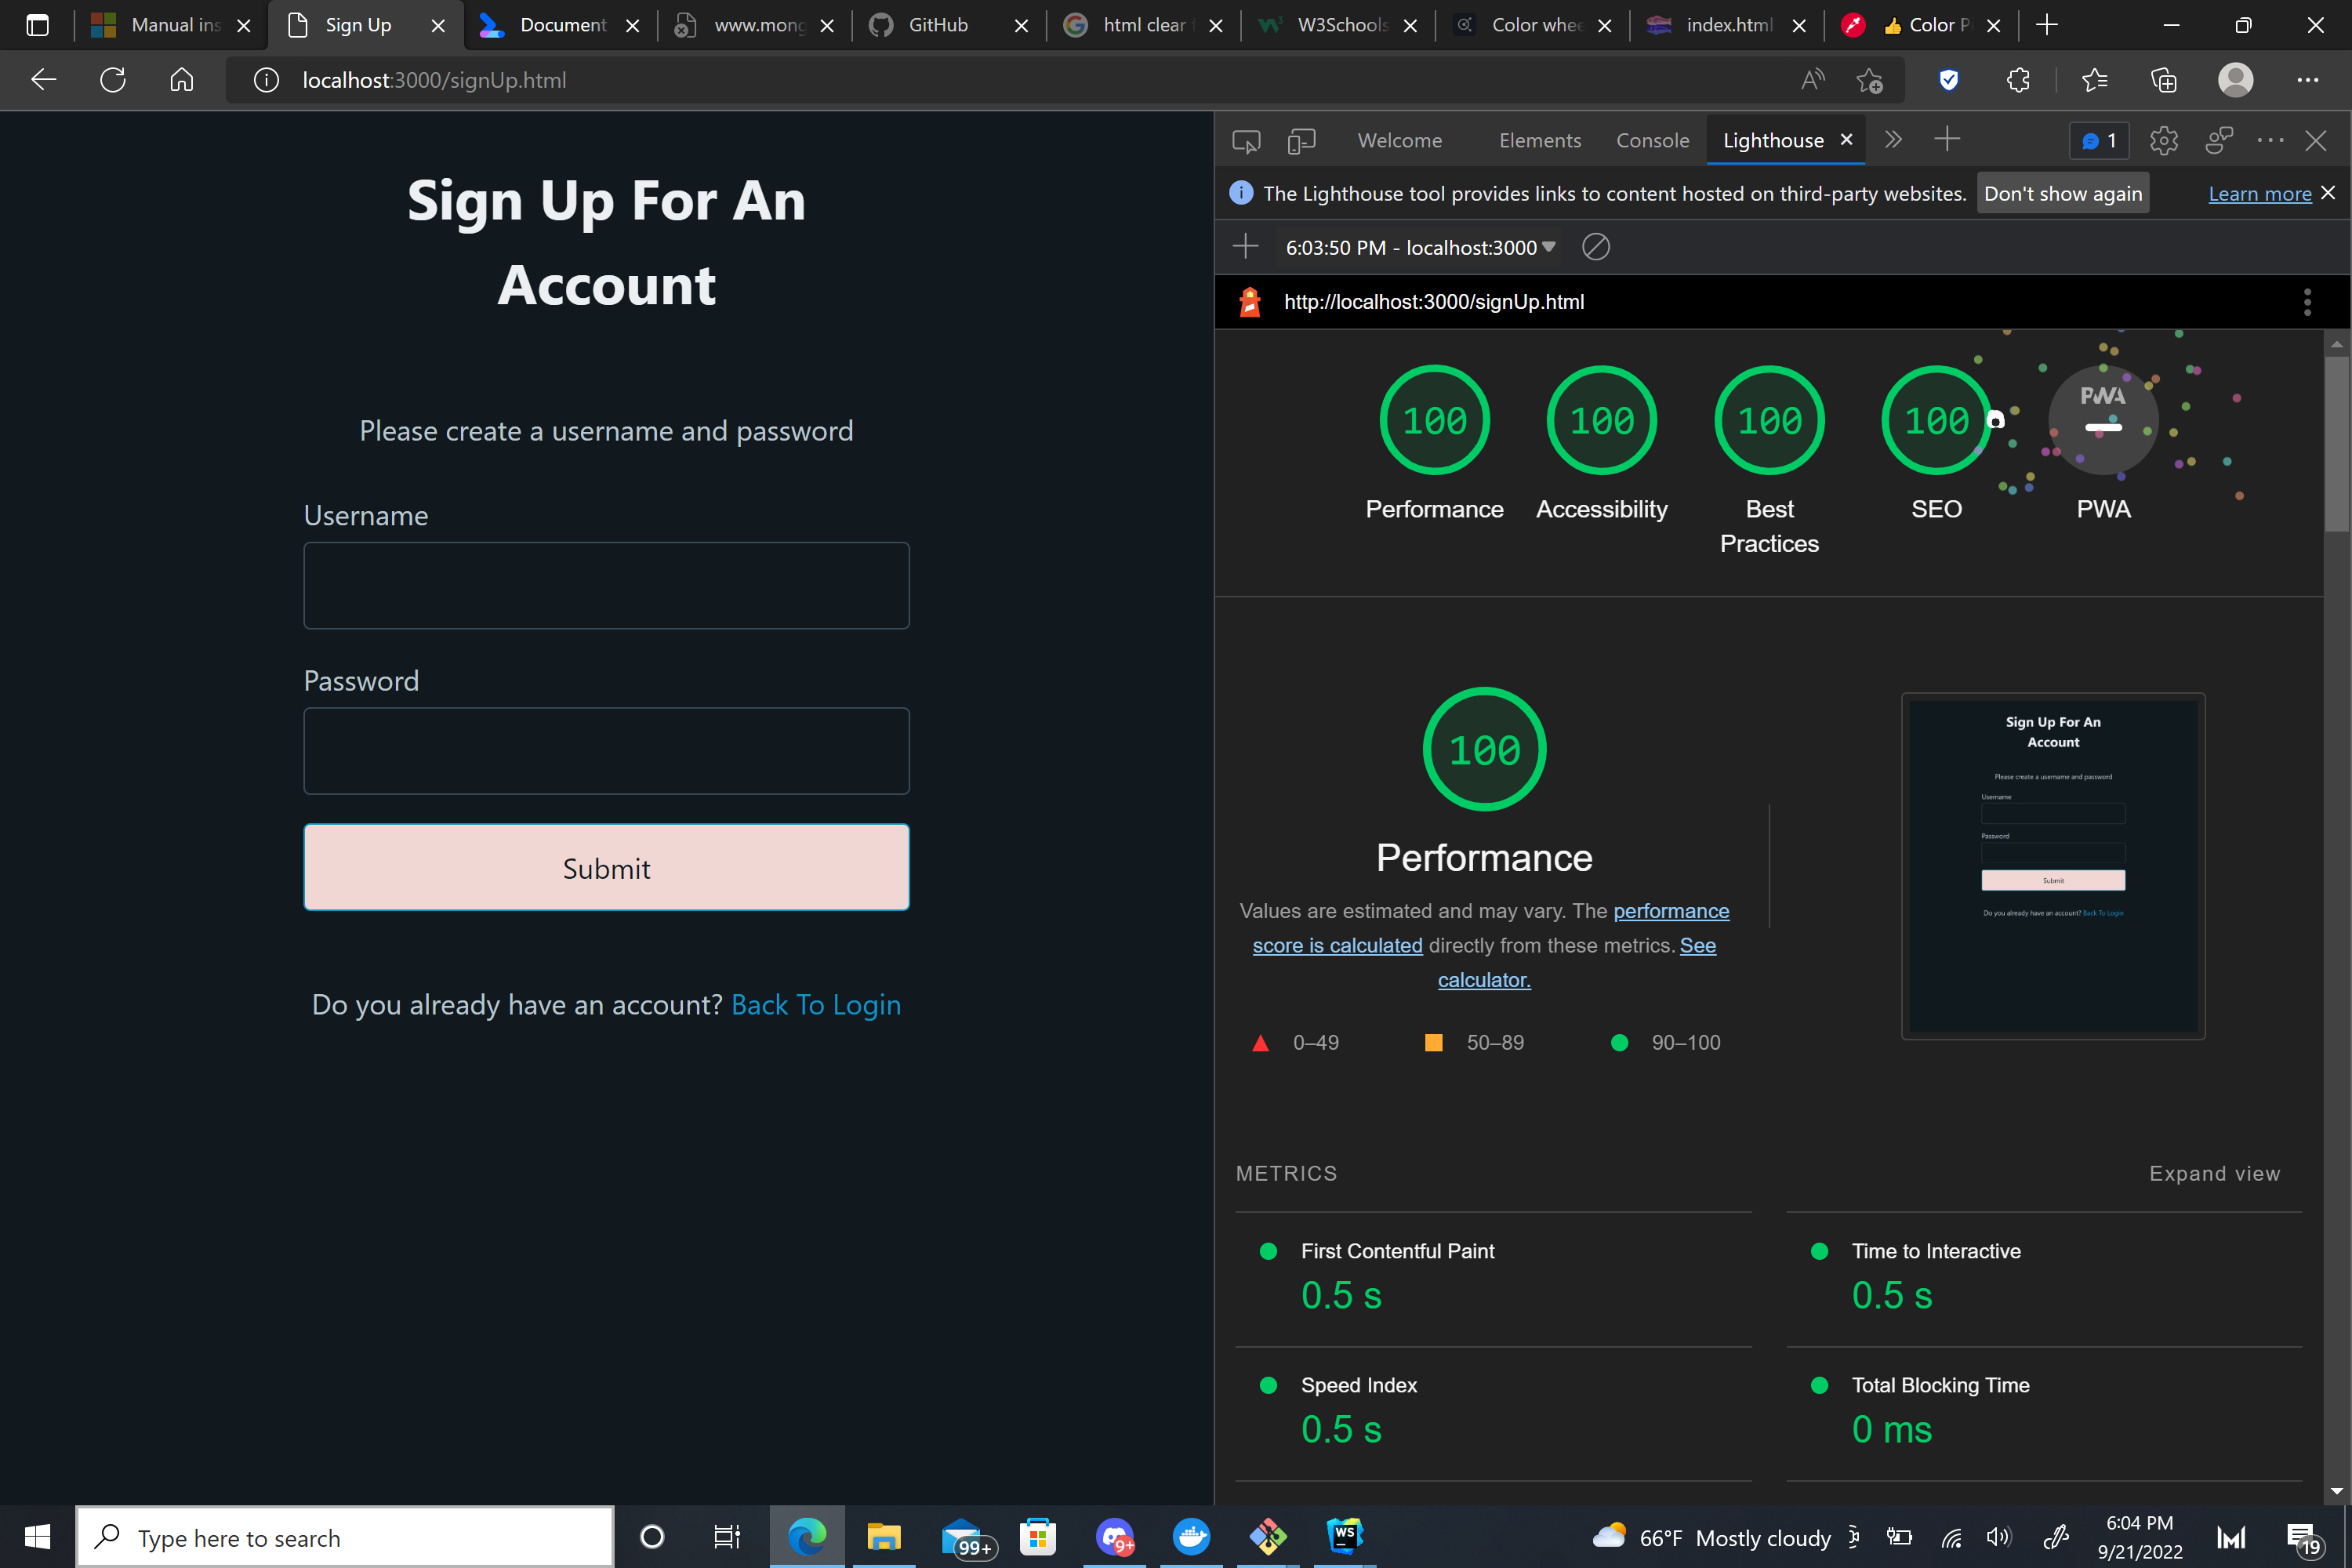 Manual ins
Sign Up
Document
www.mong
GitHub
html clear
W3Schools
Color whee
index.html
Color P
localhost:3000/signUp.html
Sign Up For An
Account
Please create a username and password
Username
Password
Submit
Do you already have an account? Back To Login
Welcome
Elements
Console
Lighthouse
1
The Lighthouse tool provides links to content hosted on third-party websites.
Don't show again
Learn more
6:03:50 PM - localhost:3000
http://localhost:3000/signUp.html
100
100
100
100
PWA
Performance
Accessibility
Best
Practices
SEO
PWA
100
Performance
Values are estimated and may vary. The performance
score is calculated directly from these metrics. See
calculator.
0–49
50–89
90–100
Sign Up For An
Account
Please create a username and password
Username
Password
Submit
Do you already have an account? Back To Login
METRICS
Expand view
First Contentful Paint
0.5 s
Time to Interactive
0.5 s
Speed Index
0.5 s
Total Blocking Time
0 ms
Type here to search
99+
9+
WS
66°F Mostly cloudy
6:04 PM
9/21/2022
19